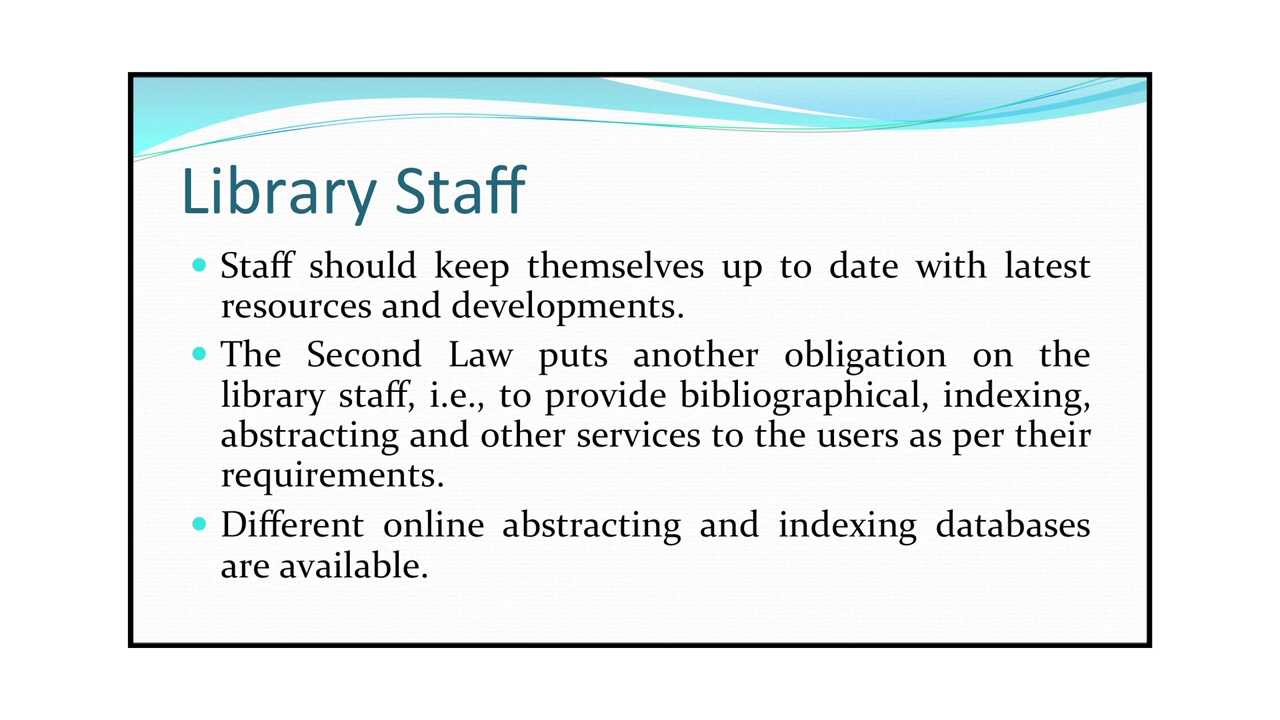 Library Staff
• Staff should keep themselves up to date with latest
resources and developments.
• The Second Law puts another obligation on the
library staff, i.e., to provide bibliographical, indexing,
abstracting and other services to the users as per their
requirements.
• Different online abstracting and indexing databases
are available.